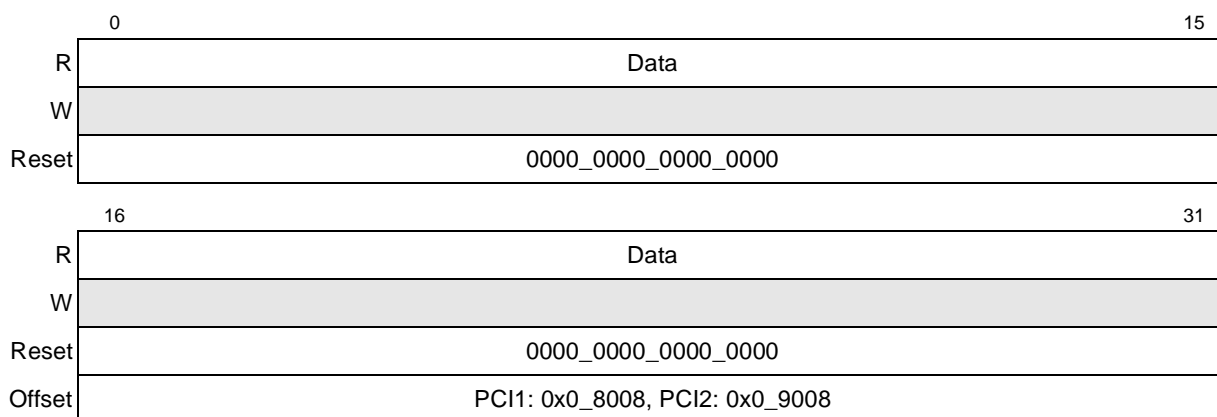 0 15
R Data
W
Reset 0000_0000_0000_0000
16 31
R Data
W
Reset 0000_0000_0000_0000
Offset PCI1: 0x0_8008, PCI2: 0x0_9008